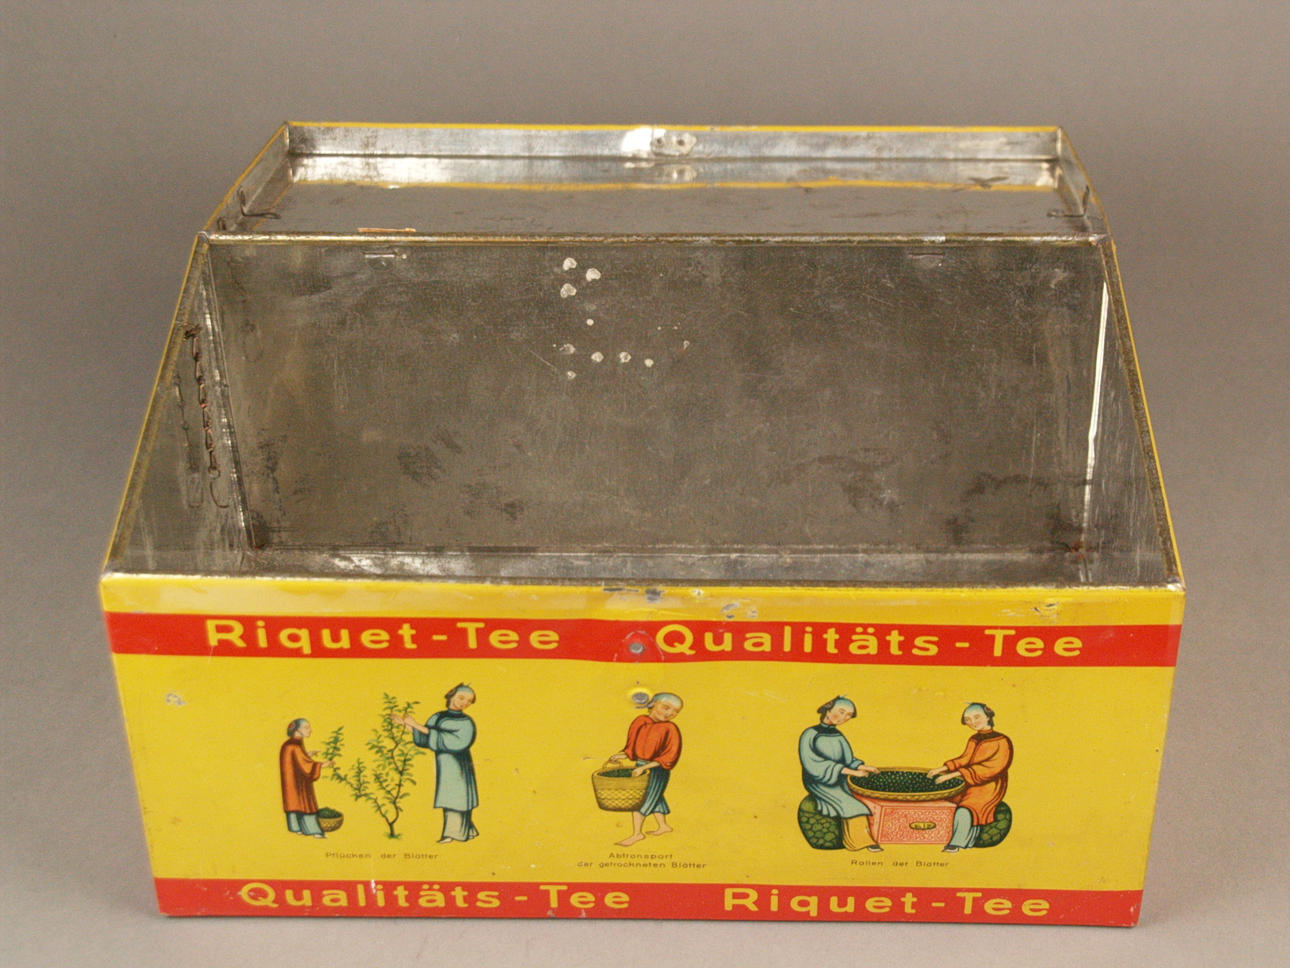 Riquet-Tee Qualitäts-Tee
Pflücken der Blätter
Abtransport
der getrockneten Blätter
Rollen der Blätter
Qualitäts-Tee Riquet-Tee